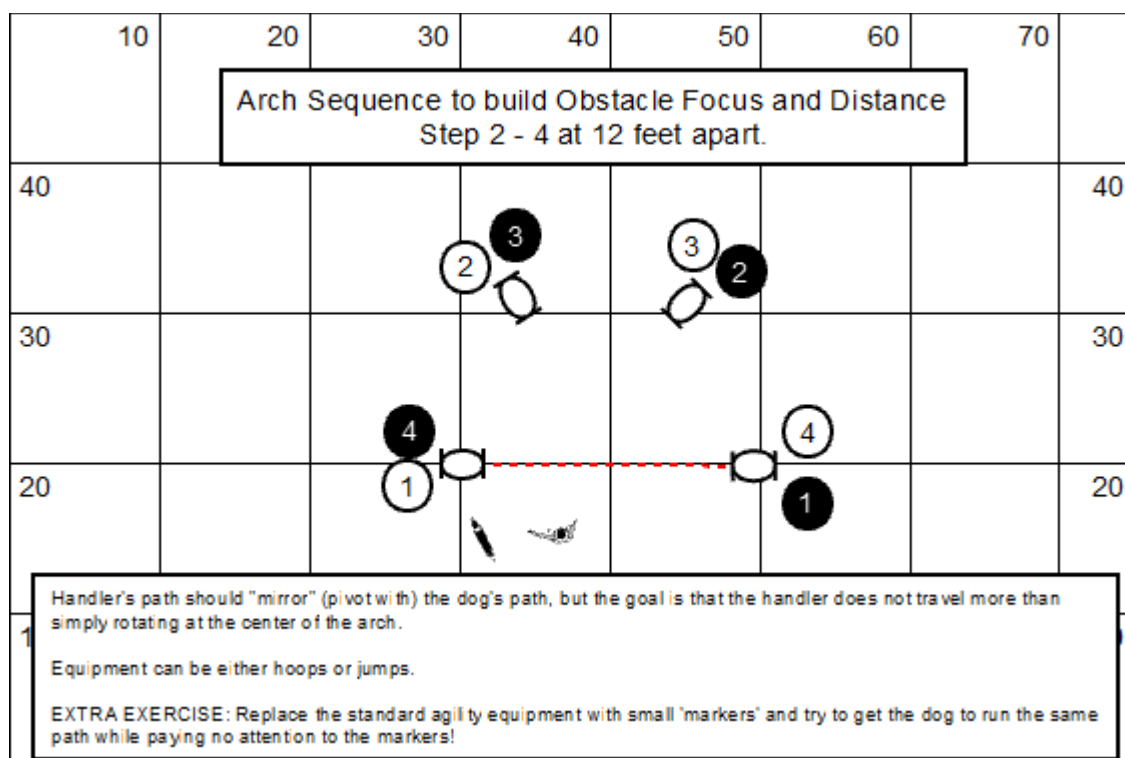 10 20 30 40 50 60 70
Arch Sequence to build Obstacle Focus and Distance
Step 2 - 4 at 12 feet apart.
40 40
3 3
2 2
30 30
4 4
20 20
1 1
Handler's path should "mirror" (pivot with) the dog's path, but the goal is that the handler does not travel more than
simply rotating at the center of the arch.
Equipment can be either hoops or jumps.
EXTRA EXERCISE: Replace the standard agility equipment with small 'markers' and try to get the dog to run the same
path while paying no attention to the markers!